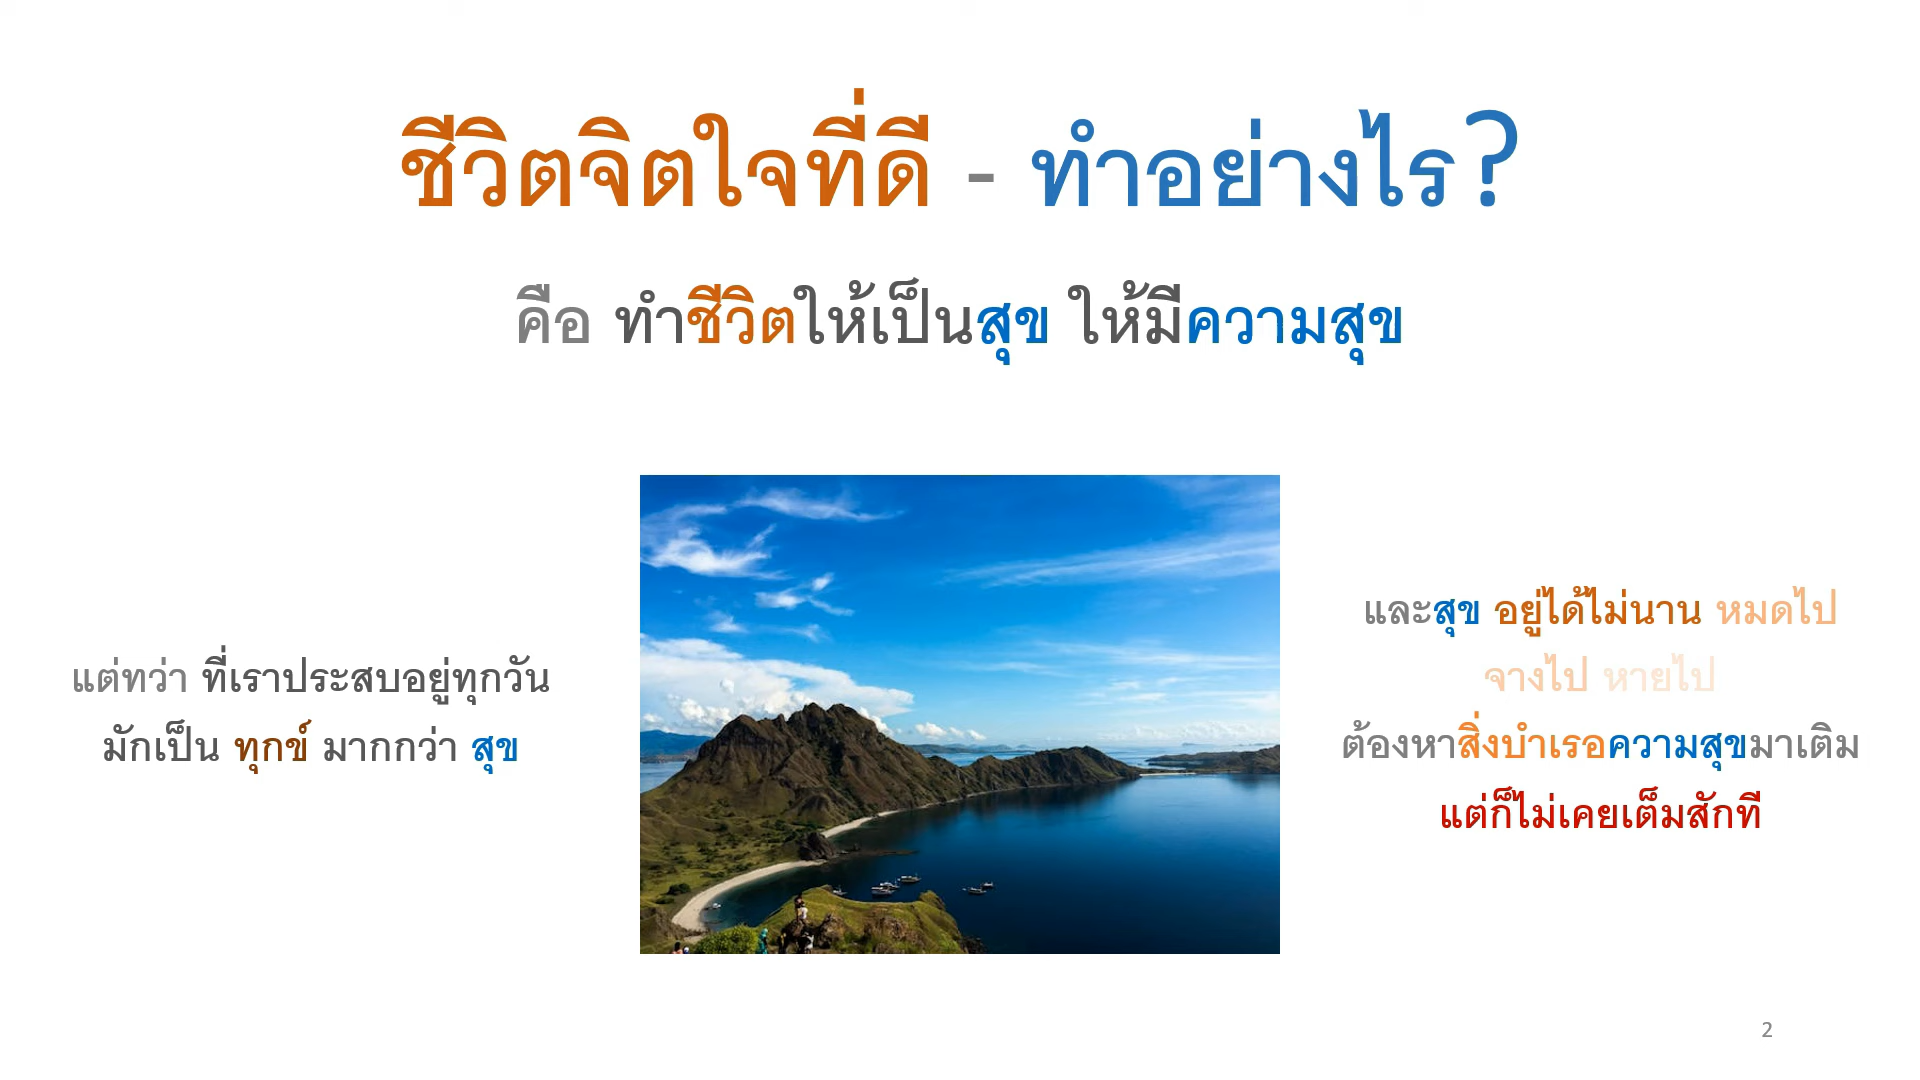 ชีวิตจิตใจที่ดี - ทำอย่างไร?
คือ ทำชีวิตให้เป็นสุข ให้มีความสุข
แต่ทว่า ที่เราประสบอยู่ทุกวัน
มักเป็น ทุกข์ มากกว่า สุข
และสุข อยู่ได้ไม่นาน หมดไป
จางไป หายไป
ต้องหาสิ่งบำเรอความสุขมาเติม
แต่ก็ไม่เคยเต็มสักที
2